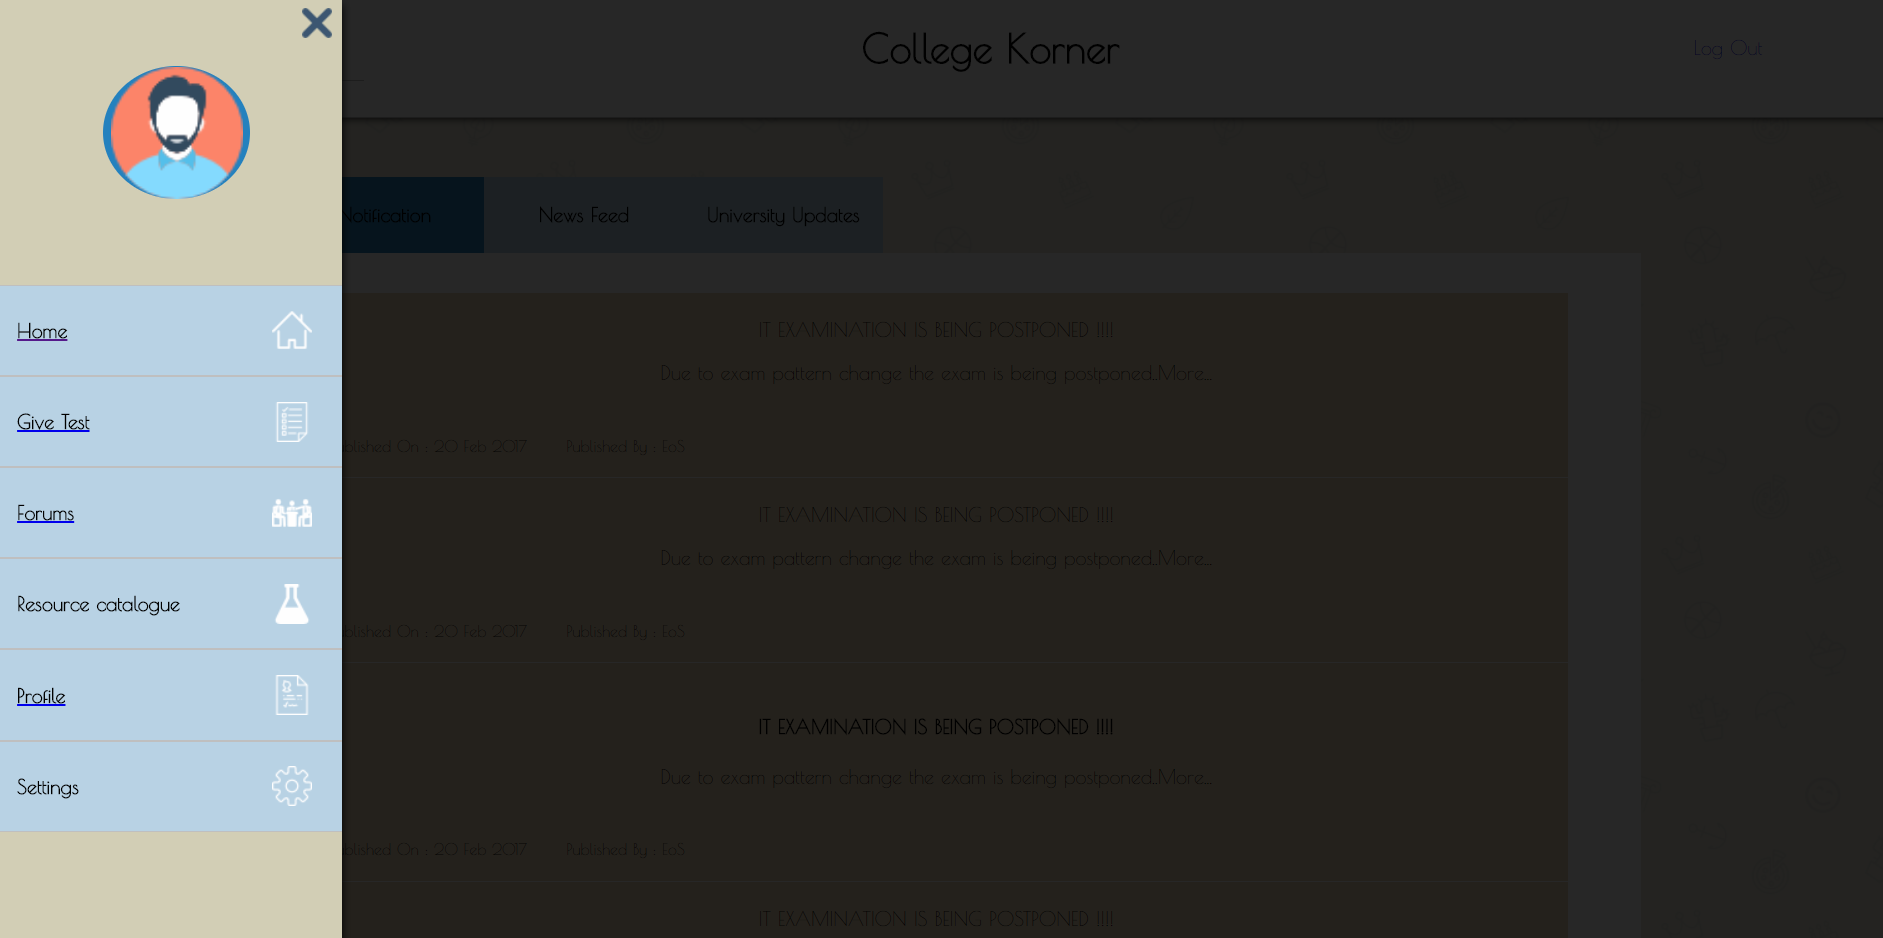 College Korner
Log Out
Notification
News Feed
University Updates
Home
Give Test
Forums
Resource catalogue
Profile
Settings
IT EXAMINATION IS BEING POSTPONED !!!!
Due to exam pattern change the exam is being postponed..More...
blished On : 20 Feb 2017 Published By : EoS
IT EXAMINATION IS BEING POSTPONED !!!!
Due to exam pattern change the exam is being postponed..More...
blished On : 20 Feb 2017 Published By : EoS
IT EXAMINATION IS BEING POSTPONED !!!!
Due to exam pattern change the exam is being postponed..More...
blished On : 20 Feb 2017 Published By : EoS
IT EXAMINATION IS BEING POSTPONED !!!!